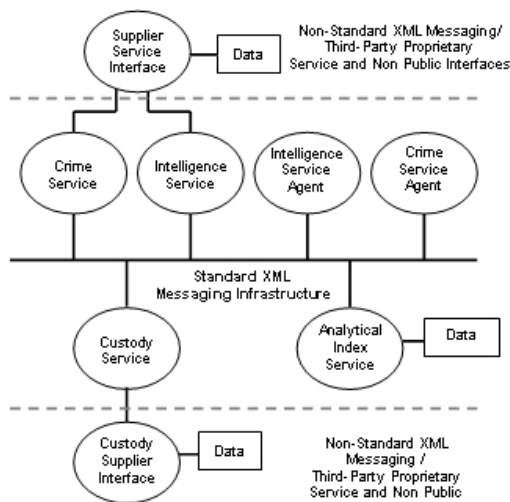 Supplier
Service
Interface
Data
Non-Standard XML Messaging/
Third-Party Proprietary
Service and Non Public Interfaces
Crime
Service
Intelligence
Service
Intelligence
Service
Agent
Crime
Service
Agent
Standard XML
Messaging Infrastructure
Custody
Service
Analytical
Index
Service
Data
Custody
Supplier
Interface
Data
Non-Standard XML
Messaging /
Third-Party Proprietary
Service and Non Public